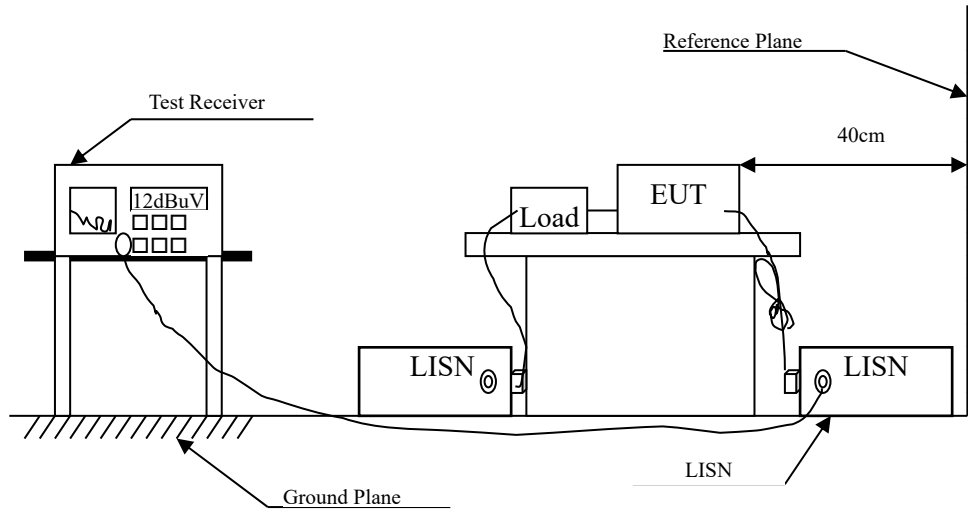 Reference Plane
Test Receiver
40cm
12dBuV
Load
EUT
LISN
LISN
LISN
Ground Plane